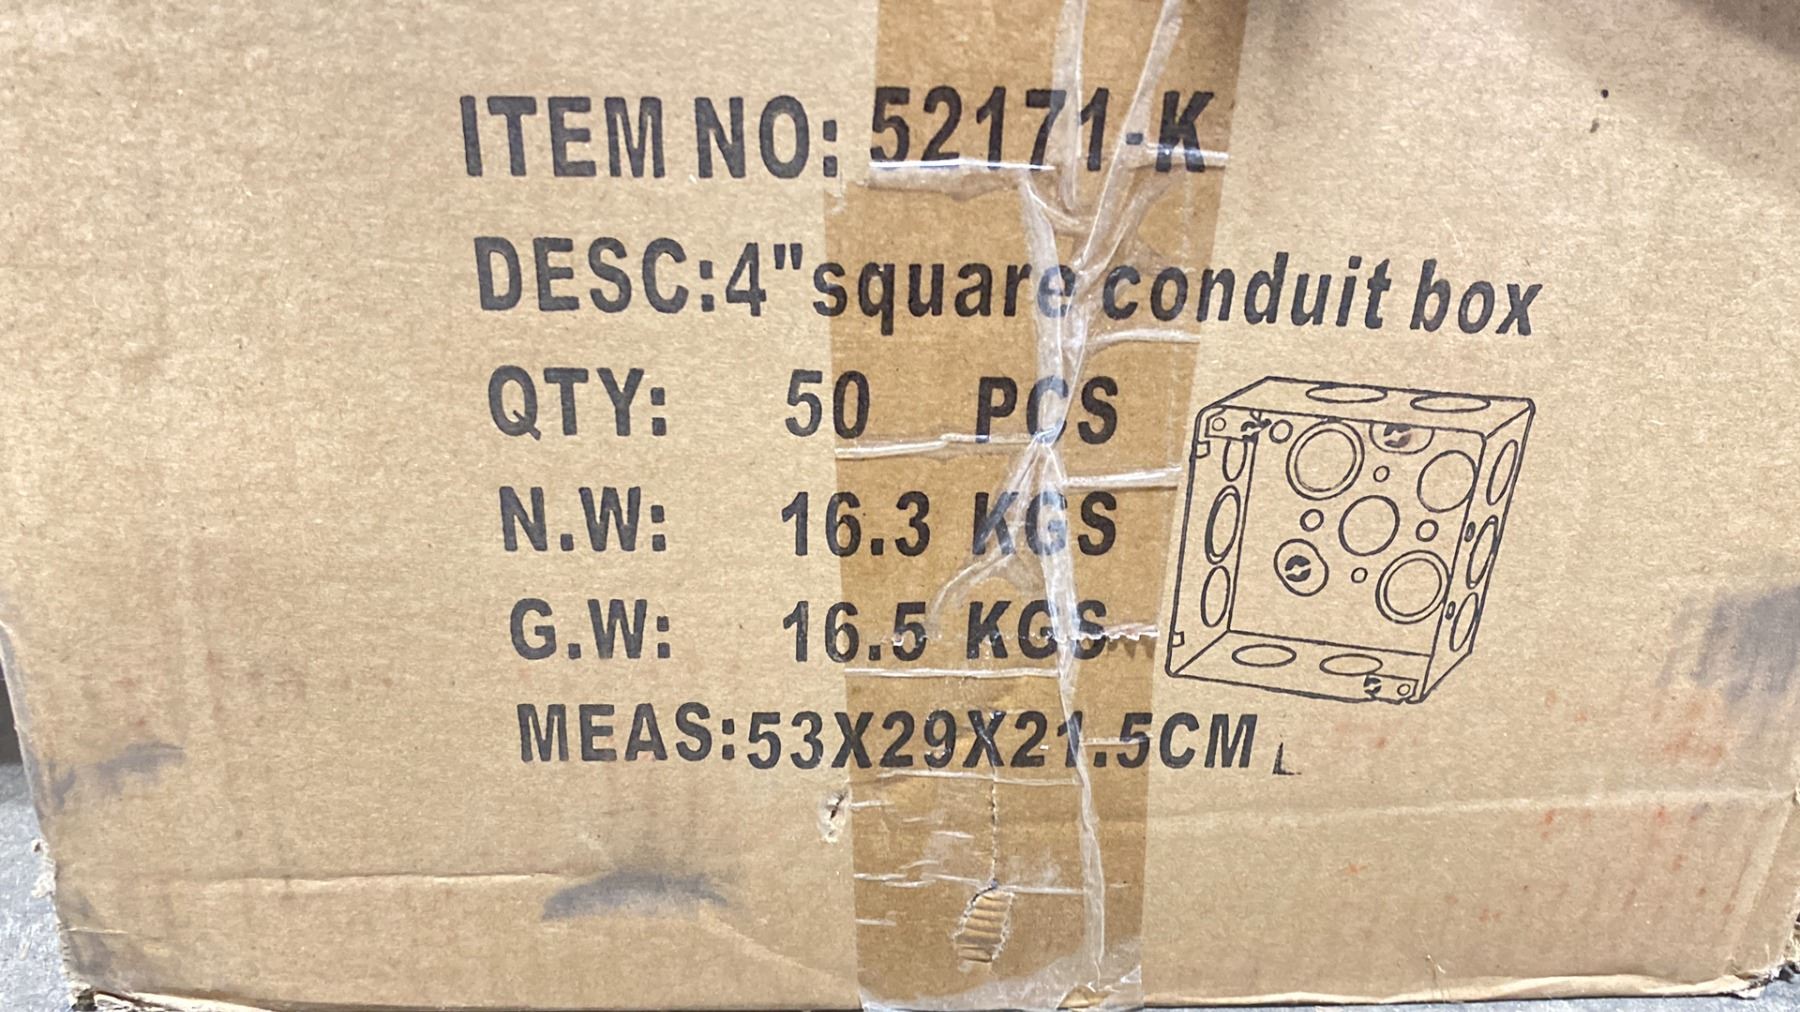 ITEM NO: 52171-K
DESC:4"square conduit box
QTY: 50 PCS
N.W: 16.3 KGS
G.W: 16.5 KGS
MEAS:53X29X21.5CM